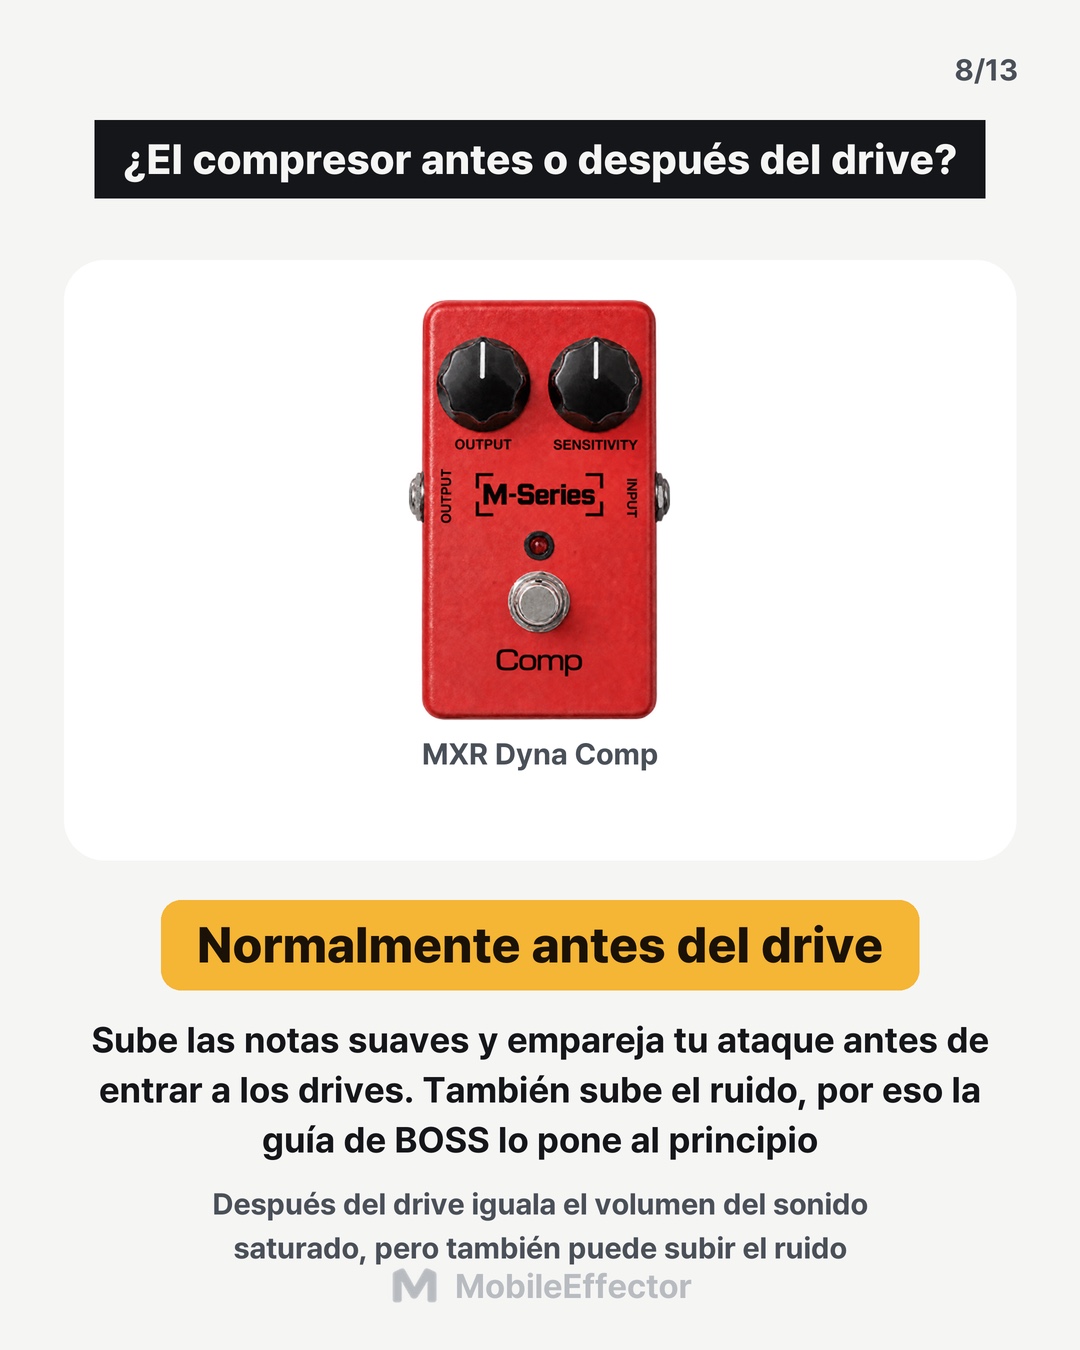 8/13
¿El compresor antes o después del drive?
OUTPUT
SENSITIVITY
OUTPUT
M-Series
INPUT
Comp
MXR Dyna Comp
Normalmente antes del drive
Sube las notas suaves y empareja tu ataque antes de
entrar a los drives. También sube el ruido, por eso la
guía de BOSS lo pone al principio
Después del drive iguala el volumen del sonido
saturado, pero también puede subir el ruido
MobileEffector